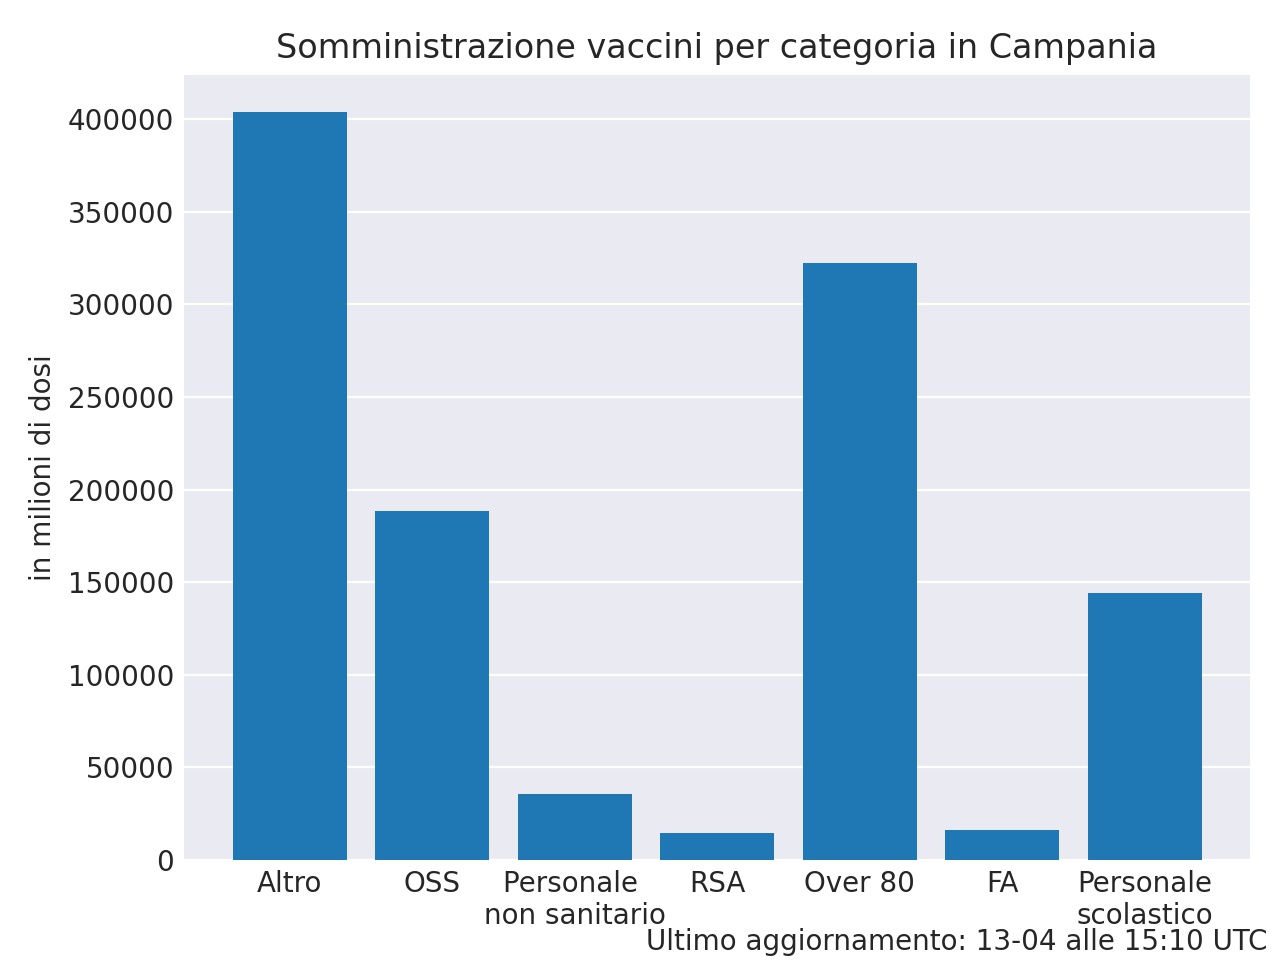 Somministrazione vaccini per categoria in Campania
in milioni di dosi
400000
350000
300000
250000
200000
150000
100000
50000
0
Altro
OSS
Personale
non sanitario
RSA
Over 80
FA
Personale
scolastico
Ultimo aggiornamento: 13-04 alle 15:10 UTC